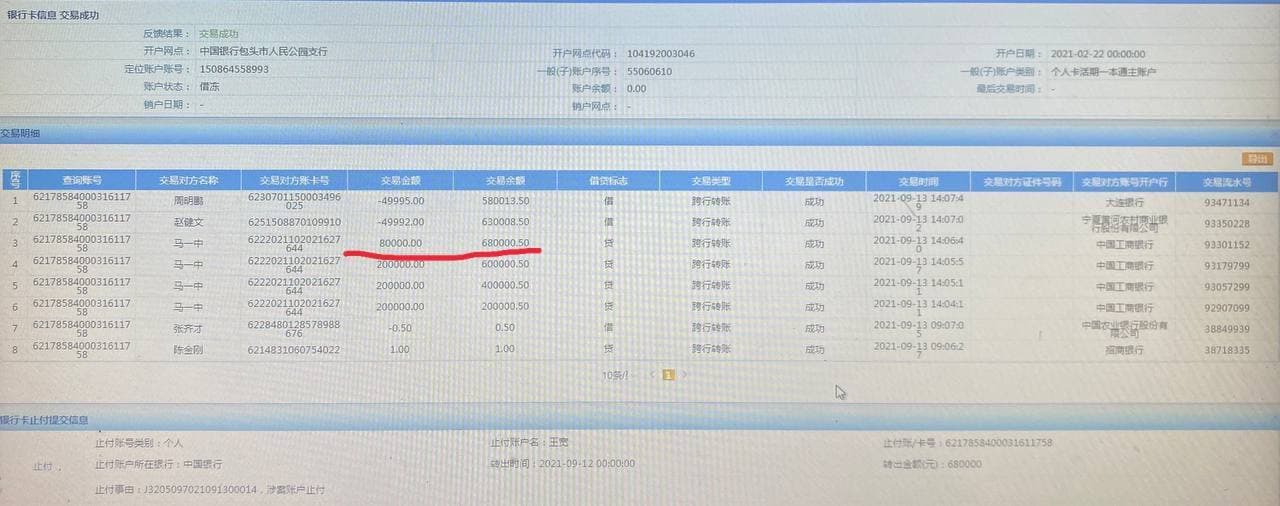 银行卡信息 交易成功
反馈结果： 交易成功
开户网点： 中国银行包头市人民公园支行 开户网点代码： 104192003046 开户日期： 2021-02-22 00:00:00
定位账户账号： 150864558993 一般(子)账户序号： 55060610 一般(子)账户类别： 个人卡活期一本通主账户
账户状态： 借冻 账户余额： 0.00 最后交易时间： -
销户日期： - 销户网点： -
交易明细
导出
序号 查询账号 交易对方名称 交易对方账卡号 交易金额 交易余额 借贷标志 交易类型 交易是否成功 交易时间 交易对方证件号码 交易对方账号开户行 交易流水号
1 6217858400031611758 周明鹏 6230701150003496025 -49995.00 580013.50 借 跨行转账 成功 2021-09-13 14:07:49 大连银行 93471134
2 6217858400031611758 赵健文 6251508870109910 -49992.00 630008.50 借 跨行转账 成功 2021-09-13 14:07:02 宁夏黄河农村商业银行股份有限公司 93350228
3 6217858400031611758 马一中 6222021102021627644 80000.00 680000.50 贷 跨行转账 成功 2021-09-13 14:06:40 中国工商银行 93301152
4 6217858400031611758 马一中 6222021102021627644 200000.00 600000.50 贷 跨行转账 成功 2021-09-13 14:05:57 中国工商银行 93179799
5 6217858400031611758 马一中 6222021102021627644 200000.00 400000.50 贷 跨行转账 成功 2021-09-13 14:05:11 中国工商银行 93057299
6 6217858400031611758 马一中 6222021102021627644 200000.00 200000.50 贷 跨行转账 成功 2021-09-13 14:04:11 中国工商银行 92907099
7 6217858400031611758 张齐才 6228480128578988676 -0.50 0.50 借 跨行转账 成功 2021-09-13 09:07:05 中国农业银行股份有限公司 38849939
8 6217858400031611758 陈金刚 6214831060754022 1.00 1.00 贷 跨行转账 成功 2021-09-13 09:06:27 招商银行 38718335
10条/ < 1 >
银行卡止付提交信息
止付账号类别：个人 止付账户名：王宽 止付账/卡号：6217858400031611758
止付 止付账户所在银行：中国银行 转出时间：2021-09-12 00:00:00 转出金额(元)：680000
止付事由：J3205097021091300014，涉案账户止付